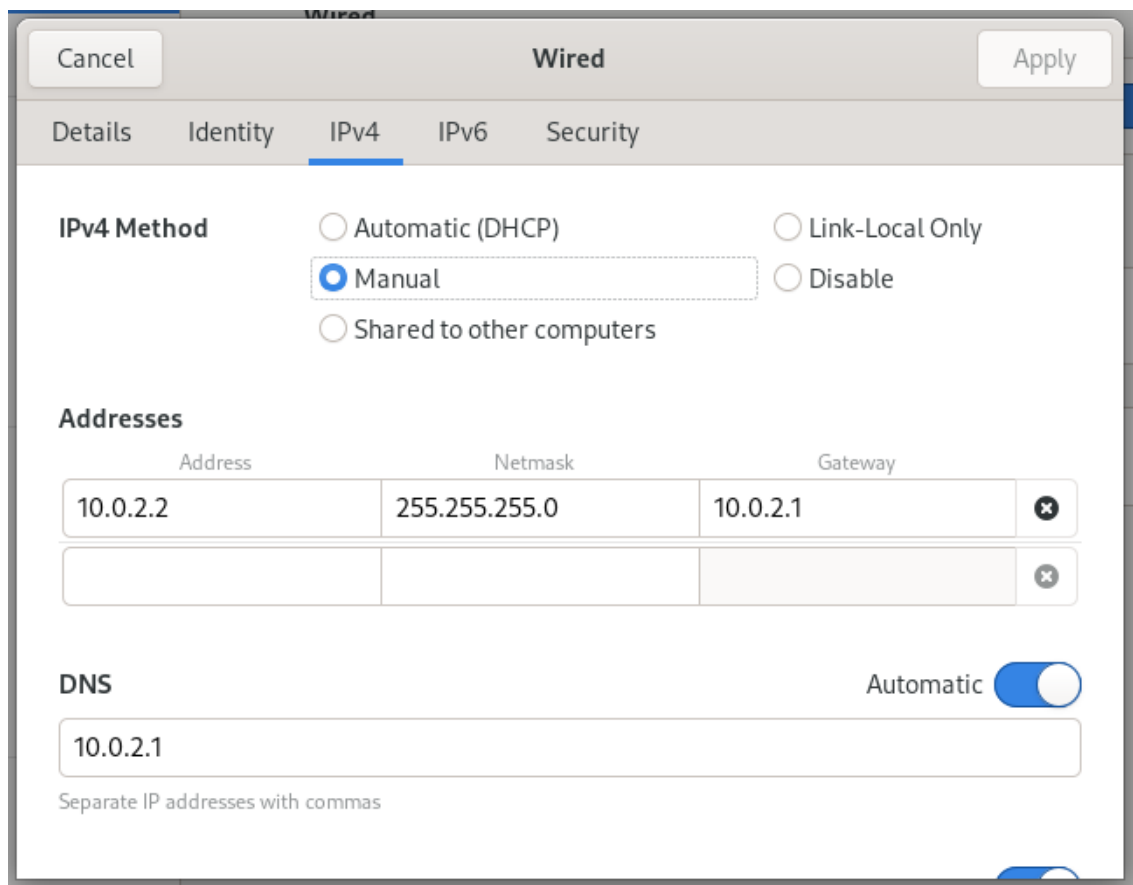 Wired
Cancel Wired Apply
Details Identity IPv4 IPv6 Security
IPv4 Method Automatic (DHCP) Link-Local Only
Manual Disable
Shared to other computers
Addresses
Address Netmask Gateway
10.0.2.2 255.255.255.0 10.0.2.1
DNS Automatic
10.0.2.1
Separate IP addresses with commas